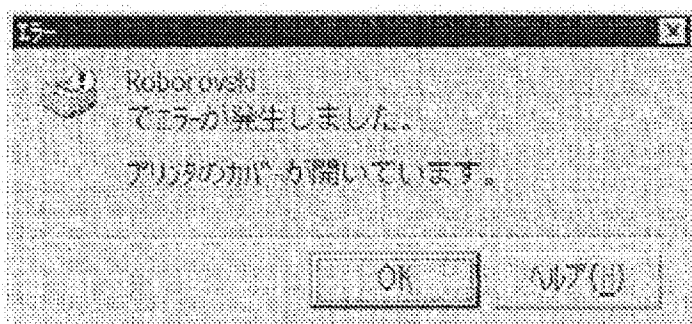 エラー
Roborovski
でエラーが発生しました。
プリンタのカバーが開いています。
OK
ヘルプ(H)